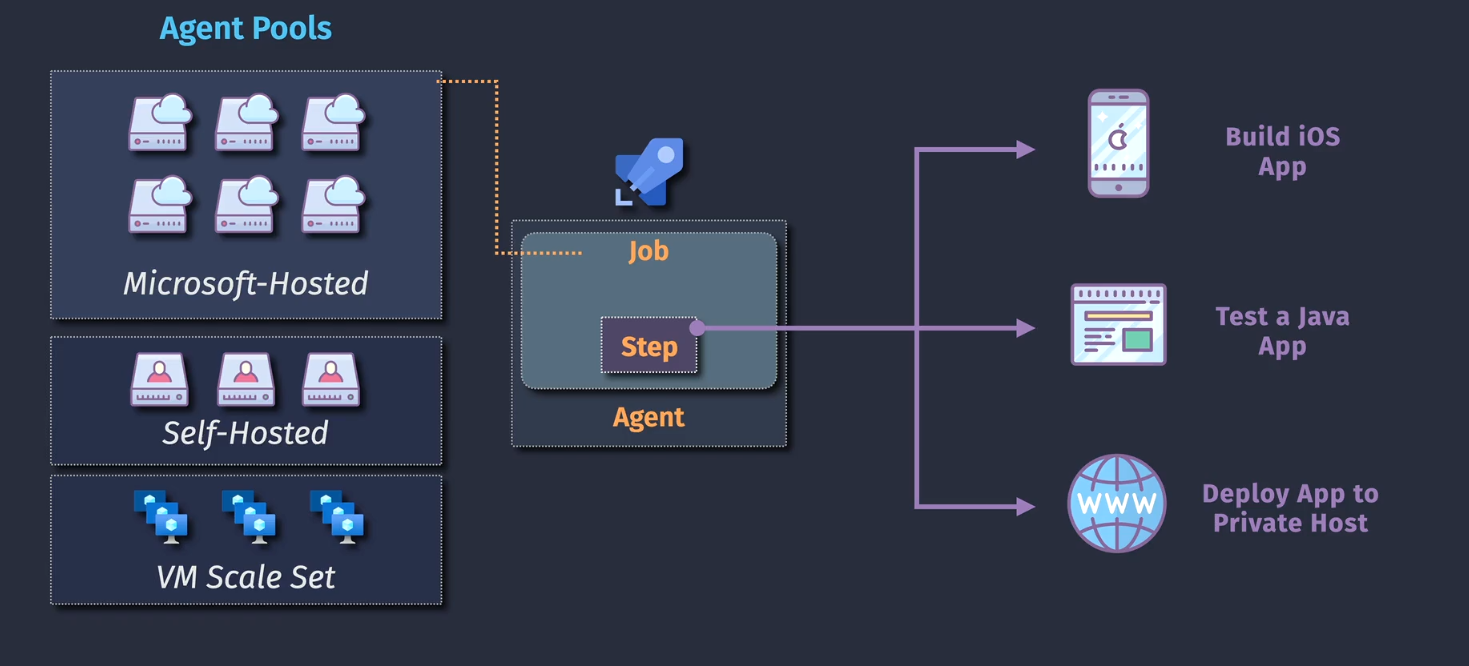 Agent Pools
Microsoft-Hosted
Self-Hosted
VM Scale Set
Job
Step
Agent
Build iOS
App
Test a Java
App
WWW
Deploy App to
Private Host